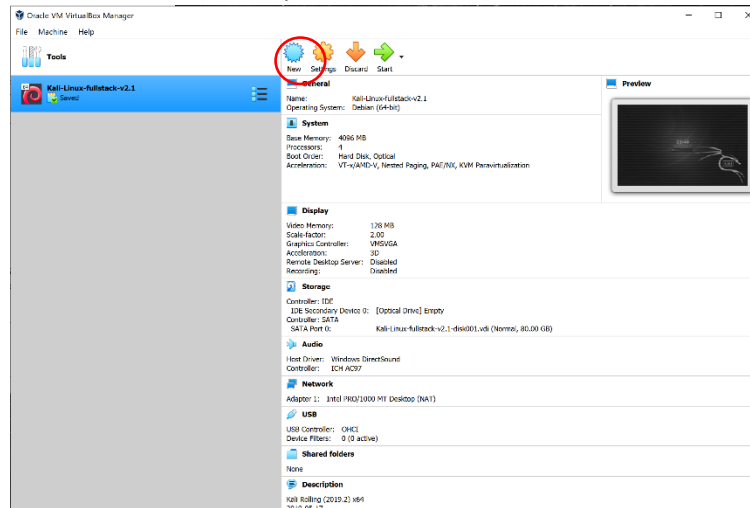 Oracle VM VirtualBox Manager
File Machine Help
Tools
New Settings Discard Start
Kali-Linux-fullstack-v2.1
Saved
General
Name: Kali-Linux-fullstack-v2.1
Operating System: Debian (64-bit)
System
Base Memory: 4096 MB
Processors: 4
Boot Order: Hard Disk, Optical
Acceleration: VT-x/AMD-V, Nested Paging, PAE/NX, KVM Paravirtualization
Display
Video Memory: 128 MB
Scale-factor: 2.00
Graphics Controller: VMSVGA
Acceleration: 3D
Remote Desktop Server: Disabled
Recording: Disabled
Storage
Controller: IDE
IDE Secondary Device 0: [Optical Drive] Empty
Controller: SATA
SATA Port 0: Kali-Linux-fullstack-v2.1-disk001.vdi (Normal, 80.00 GB)
Audio
Host Driver: Windows DirectSound
Controller: ICH AC97
Network
Adapter 1: Intel PRO/1000 MT Desktop (NAT)
USB
USB Controller: OHCI
Device Filters: 0 (0 active)
Shared folders
None
Description
Kali Rolling (2019.2) x64
Preview